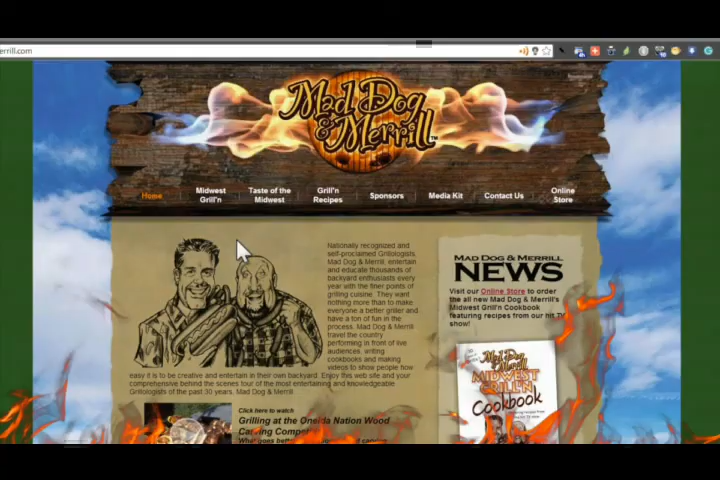 errill.com
Mad Dog
& Merrill
Home
Midwest
Grill'n
Taste of the
Midwest
Grill'n
Recipes
Sponsors
Media Kit
Contact Us
Online
Store
Nationally recognized and
self-proclaimed Grillologists,
Mad Dog & Merrill, entertain
and educate thousands of
backyard enthusiasts every
year with the finer points of
grilling cuisine. They want
nothing more than to make
everyone a better griller and
have a ton of fun in the
process. Mad Dog & Merrill
travel the country
performing in front of live
audiences, writing
cookbooks and making
videos to show people how
easy it is to be creative and entertain in their own backyard. Enjoy this web site and your
comprehensive behind the scenes tour of the most entertaining and knowledgeable
Grillologists of the past 30 years, Mad Dog & Merrill.
Click here to watch
Grilling at the Oneida Nation Wood
Carving Compe
MAD DOG & MERRILL
NEWS
Visit our Online Store to order
the all new Mad Dog & Merrill's
Midwest Grill'n Cookbook
featuring recipes from our hit TV
show!
Mad Dog
& Merrill's
MIDWEST
GRILL'N
Cookbook